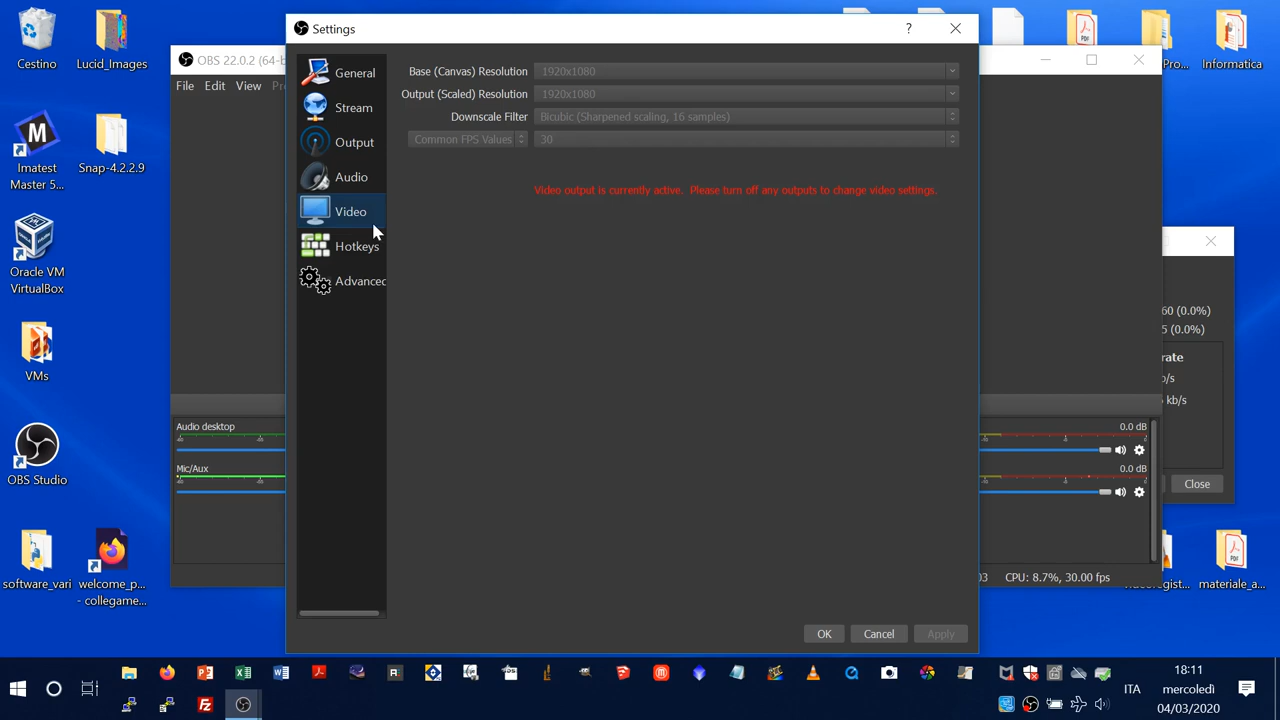 Cestino
Lucid_Images
Imatest
Master 5...
Snap-4.2.2.9
Oracle VM
VirtualBox
VMs
OBS Studio
software_vari
welcome_p...
- collegame...
OBS 22.0.2 (64-b
File Edit View Pro
Settings
?
General
Stream
Output
Audio
Video
Hotkeys
Advanced
Base (Canvas) Resolution 1920x1080
Output (Scaled) Resolution 1920x1080
Downscale Filter Bicubic (Sharpened scaling, 16 samples)
Common FPS Values 30
Video output is currently active. Please turn off any outputs to change video settings.
OK
Cancel
Apply
Pro...
Informatica
60 (0.0%)
5 (0.0%)
rate
b/s
kb/s
Close
Audio desktop
0.0 dB
Mic/Aux
0.0 dB
03 CPU: 8.7%, 30.00 fps
materiale_a...
ITA
18:11
mercoledì
04/03/2020